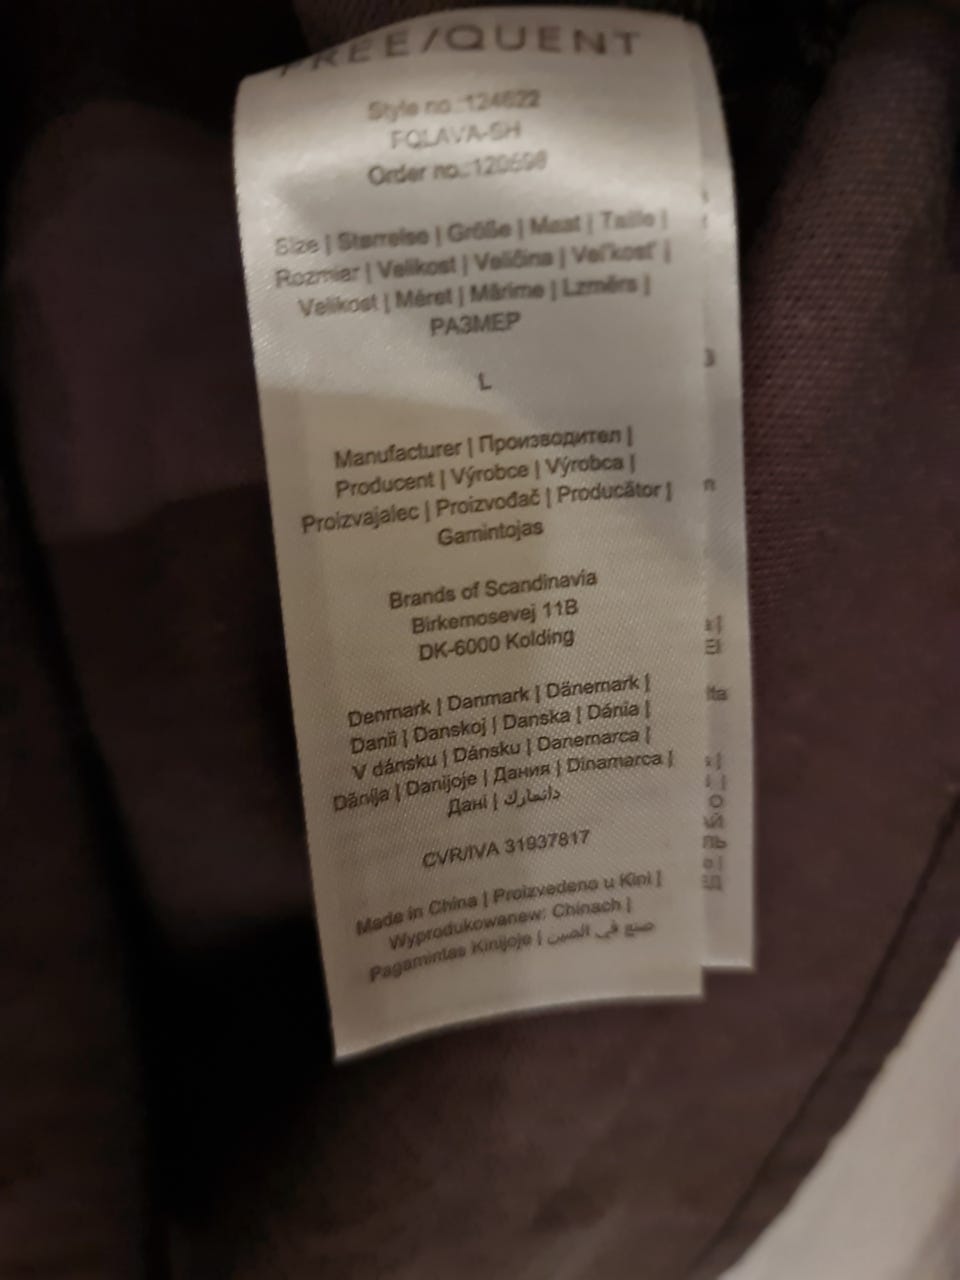 FREE/QUENT
Style no.:124622
FQLAVA-SH
Order no.:120698
Size | Størrelse | Größe | Maat | Taille |
Rozmiar | Velikost | Veličina | Veľkosť |
Velikost | Méret | Mărime | Lzmērs |
РАЗМЕР
L
Manufacturer | Производител |
Producent | Výrobce | Výrobca |
Proizvajalec | Proizvođač | Producător |
Gamintojas
Brands of Scandinavia
Birkemosevej 11B
DK-6000 Kolding
Denmark | Danmark | Dänemark |
Danii | Danskoj | Danska | Dánia |
V dánsku | Dánsku | Danemarca |
Dānija | Danijoje | Дания | Dinamarca |
Дані | دانمارك
CVR/IVA 31937817
Made in China | Proizvedeno u Kini |
Wyprodukowanew: Chinach |
Pagamintas Kinijoje | صنع في الصين